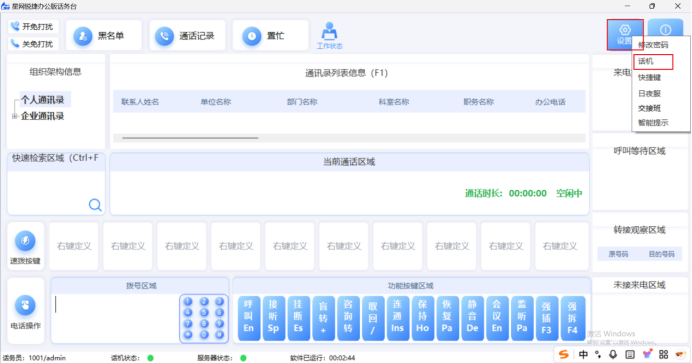 星网锐捷办公版话务台
开免打扰
关免打扰
黑名单
通话记录
置忙
工作状态
设置
修改密码
话机
快捷键
日夜服
交接班
智能提示
组织架构信息
个人通讯录
企业通讯录
通讯录列表信息（F1）
联系人姓名 单位名称 部门名称 科室名称 职务名称 办公电话
来电
快速检索区域（Ctrl+F
当前通话区域
通话时长： 00:00:00 空闲中
呼叫等待区域
速拨按键
右键定义 右键定义 右键定义 右键定义 右键定义 右键定义 右键定义 右键定义 右键定义 右键定义
转接观察区域
原号码 目的号码
未接来电区域
电话操作
拨号区域
1 2 3
4 5 6
7 8 9
* 0 #
功能按键区域
呼叫 En
接听 Sp
挂断 Es
盲转 +
咨询转 -
取回 /
连通 Ins
保持 Ho
恢复 Pa
静音 De
会议 En
监听 Pa
强插 F3
强拆 F4
激活 Windows
中
话务员： 1001/admin 话机状态： 服务器状态： 软件已运行： 00:02:44